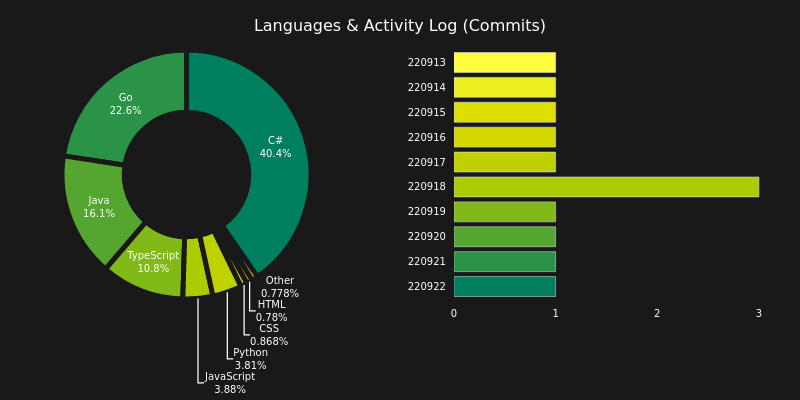 Languages & Activity Log (Commits)
C#
40.4%
Go
22.6%
Java
16.1%
TypeScript
10.8%
Other
0.778%
HTML
0.78%
CSS
0.868%
Python
3.81%
JavaScript
3.88%
220913
220914
220915
220916
220917
220918
220919
220920
220921
220922
0 1 2 3